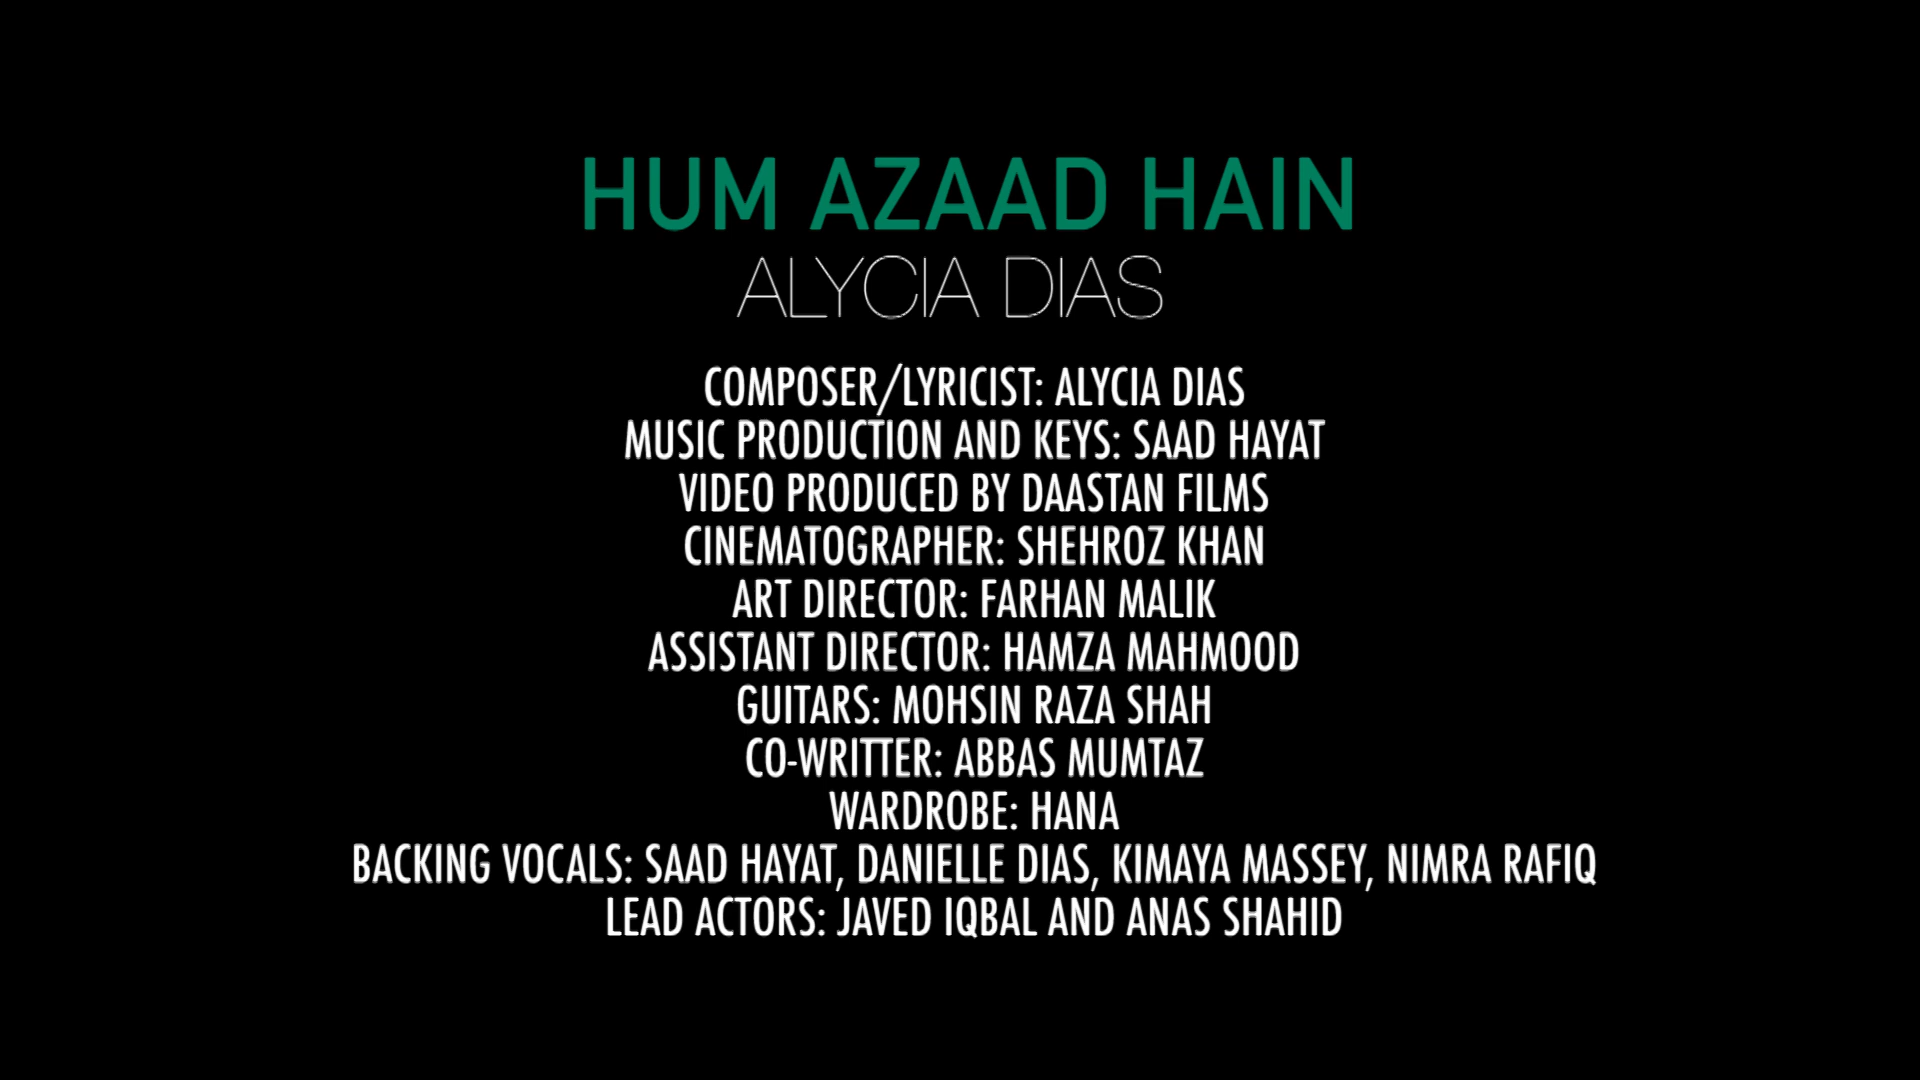 HUM AZAAD HAIN
ALYCIA DIAS
COMPOSER/LYRICIST: ALYCIA DIAS
MUSIC PRODUCTION AND KEYS: SAAD HAYAT
VIDEO PRODUCED BY DAASTAN FILMS
CINEMATOGRAPHER: SHEHROZ KHAN
ART DIRECTOR: FARHAN MALIK
ASSISTANT DIRECTOR: HAMZA MAHMOOD
GUITARS: MOHSIN RAZA SHAH
CO-WRITTER: ABBAS MUMTAZ
WARDROBE: HANA
BACKING VOCALS: SAAD HAYAT, DANIELLE DIAS, KIMAYA MASSEY, NIMRA RAFIQ
LEAD ACTORS: JAVED IQBAL AND ANAS SHAHID